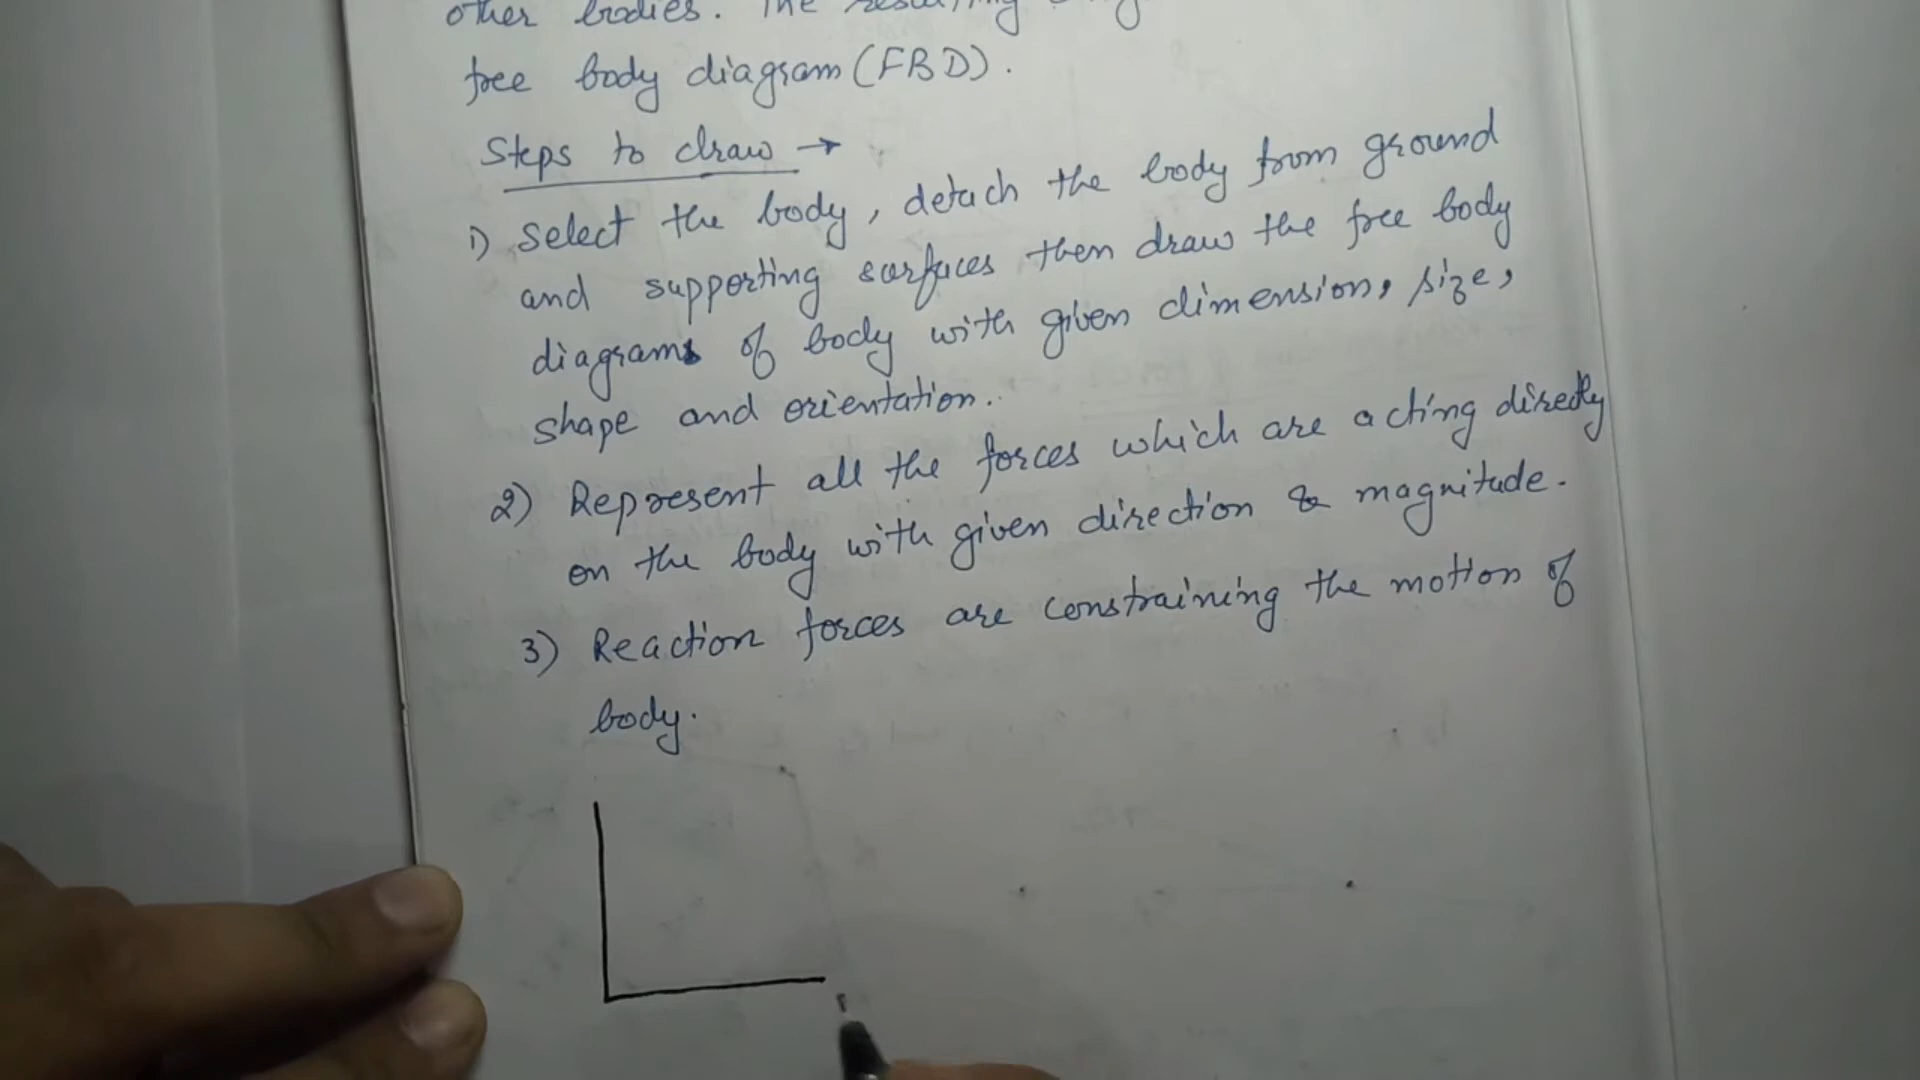 other bodies. The resulting
free body diagram (FBD).
Steps to draw →
1) Select the body, detach the body from ground
and supporting surfaces then draw the free body
diagrams of body with given dimension, size,
shape and orientation.
2) Represent all the forces which are acting directly
on the body with given direction & magnitude.
3) Reaction forces are constraining the motion of
body.